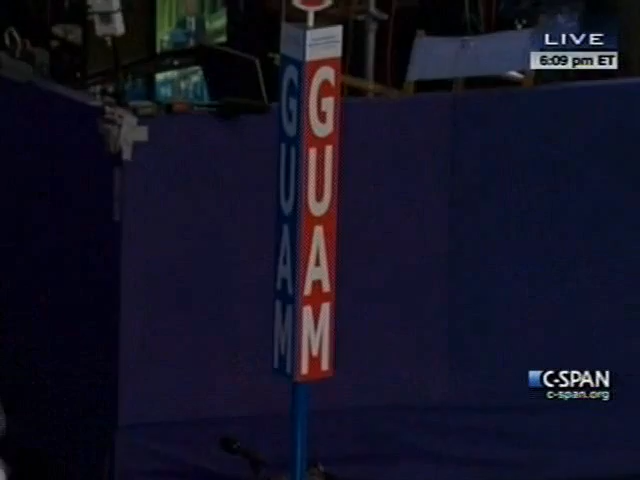 LIVE
6:09 pm ET
GUAM
GUAM
C-SPAN
c-span.org